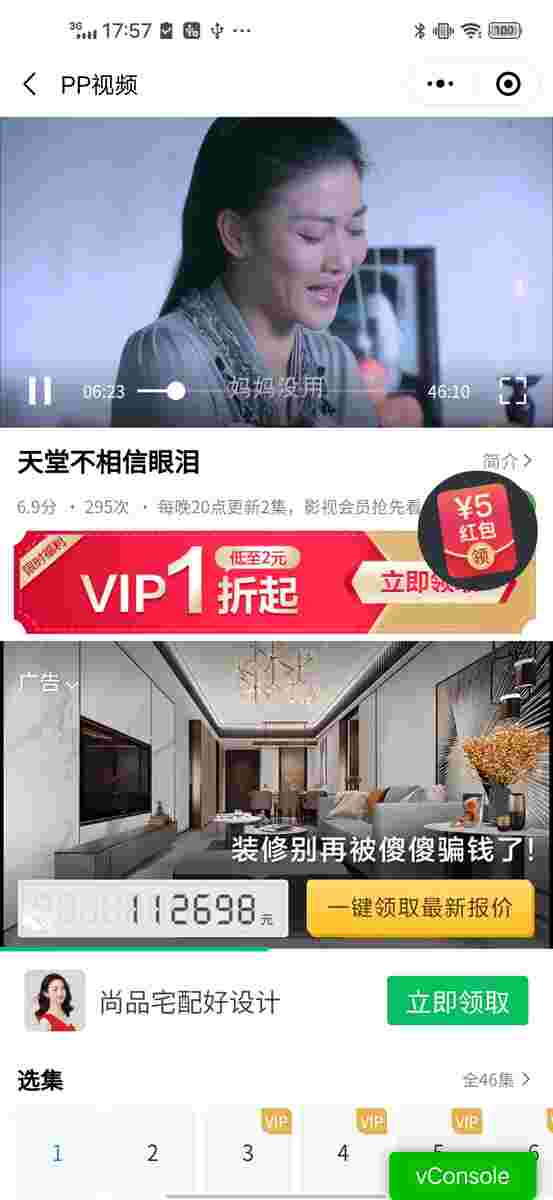 3G 17:57 100
PP视频
妈妈没用
06:23 46:10
天堂不相信眼泪
简介
6.9分 · 295次 · 每晚20点更新2集，影视会员抢先看
¥5
红包
领
限时福利
VIP1折起
低至2元
立即领取
广告
装修别再被傻傻骗钱了!
112698元
一键领取最新报价
尚品宅配好设计
立即领取
选集
全46集
VIP VIP VIP
1 2 3 4 5 6
vConsole